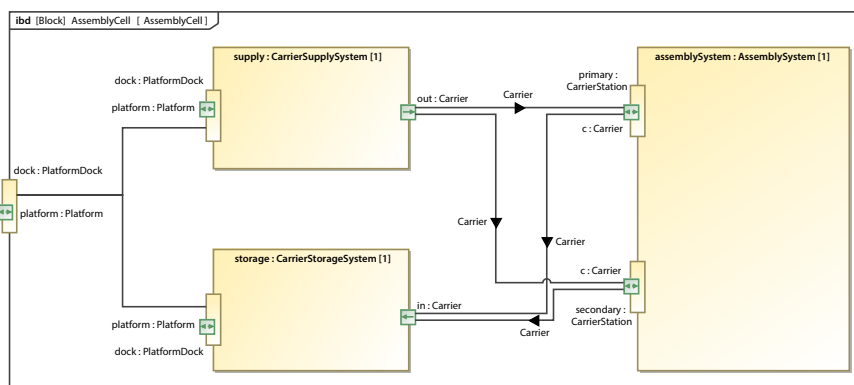 ibd [Block] AssemblyCell [ AssemblyCell ]
supply : CarrierSupplySystem [1]
assemblySystem : AssemblySystem [1]
dock : PlatformDock
platform : Platform
out : Carrier
Carrier
primary :
CarrierStation
c : Carrier
dock : PlatformDock
platform : Platform
Carrier
Carrier
storage : CarrierStorageSystem [1]
c : Carrier
in : Carrier
secondary :
CarrierStation
platform : Platform
Carrier
dock : PlatformDock